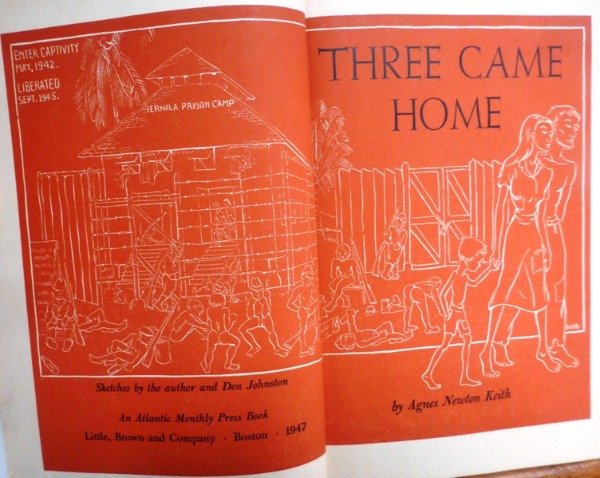 ENTER CAPTIVITY
MAY, 1942.
LIBERATED
SEPT. 1945.
BERHALA PRISON CAMP
Sketches by the author and Don Johnston
An Atlantic Monthly Press Book
Little, Brown and Company · Boston · 1947
THREE CAME
HOME
by Agnes Newton Keith